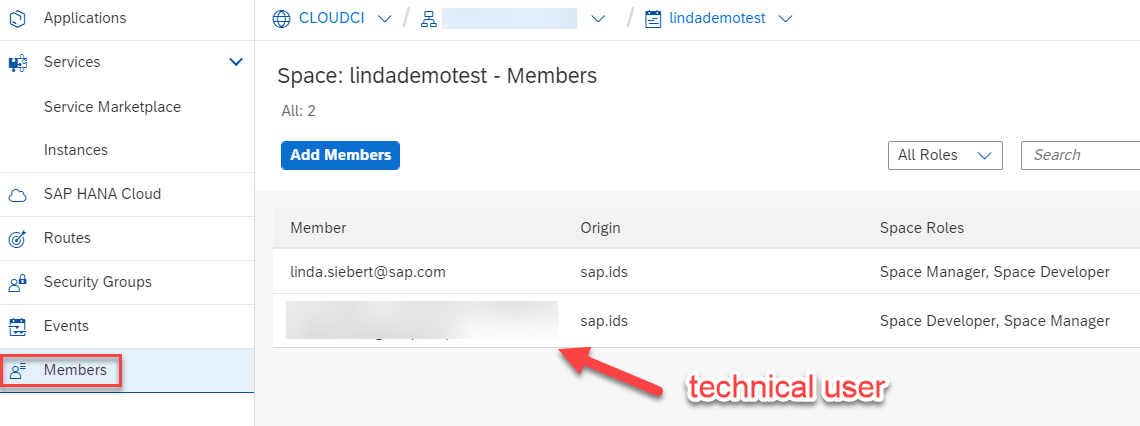 Applications
Services
Service Marketplace
Instances
SAP HANA Cloud
Routes
Security Groups
Events
Members
CLOUDCI / / lindademotest
Space: lindademotest - Members
All: 2
Add Members
All Roles
Search
Member Origin Space Roles
linda.siebert@sap.com sap.ids Space Manager, Space Developer
sap.ids Space Developer, Space Manager
technical user